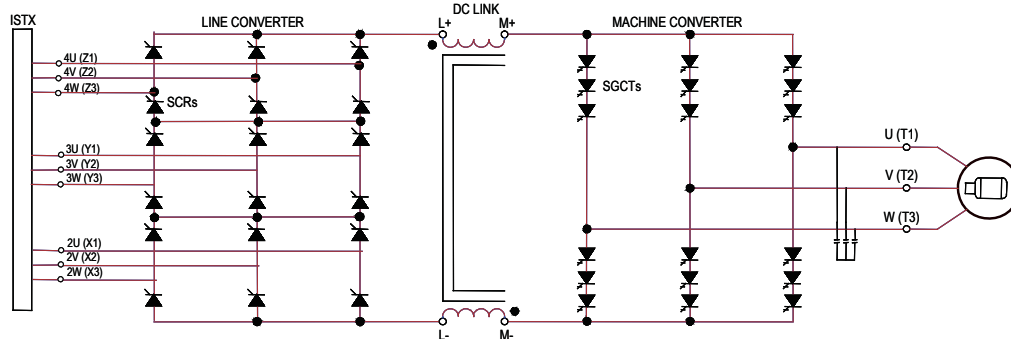 ISTX
LINE CONVERTER
DC LINK
MACHINE CONVERTER
L+
M+
4U (Z1)
4V (Z2)
4W (Z3)
SCRs
SGCTs
3U (Y1)
3V (Y2)
3W (Y3)
U (T1)
V (T2)
W (T3)
2U (X1)
2V (X2)
2W (X3)
L-
M-